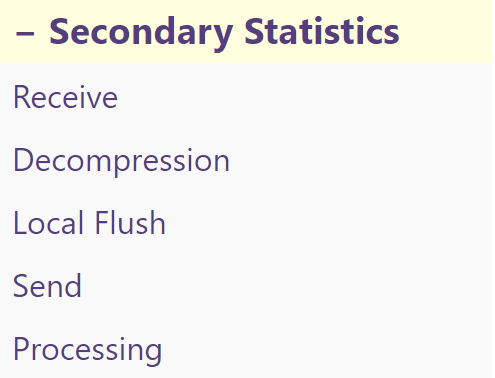 – Secondary Statistics
Receive
Decompression
Local Flush
Send
Processing